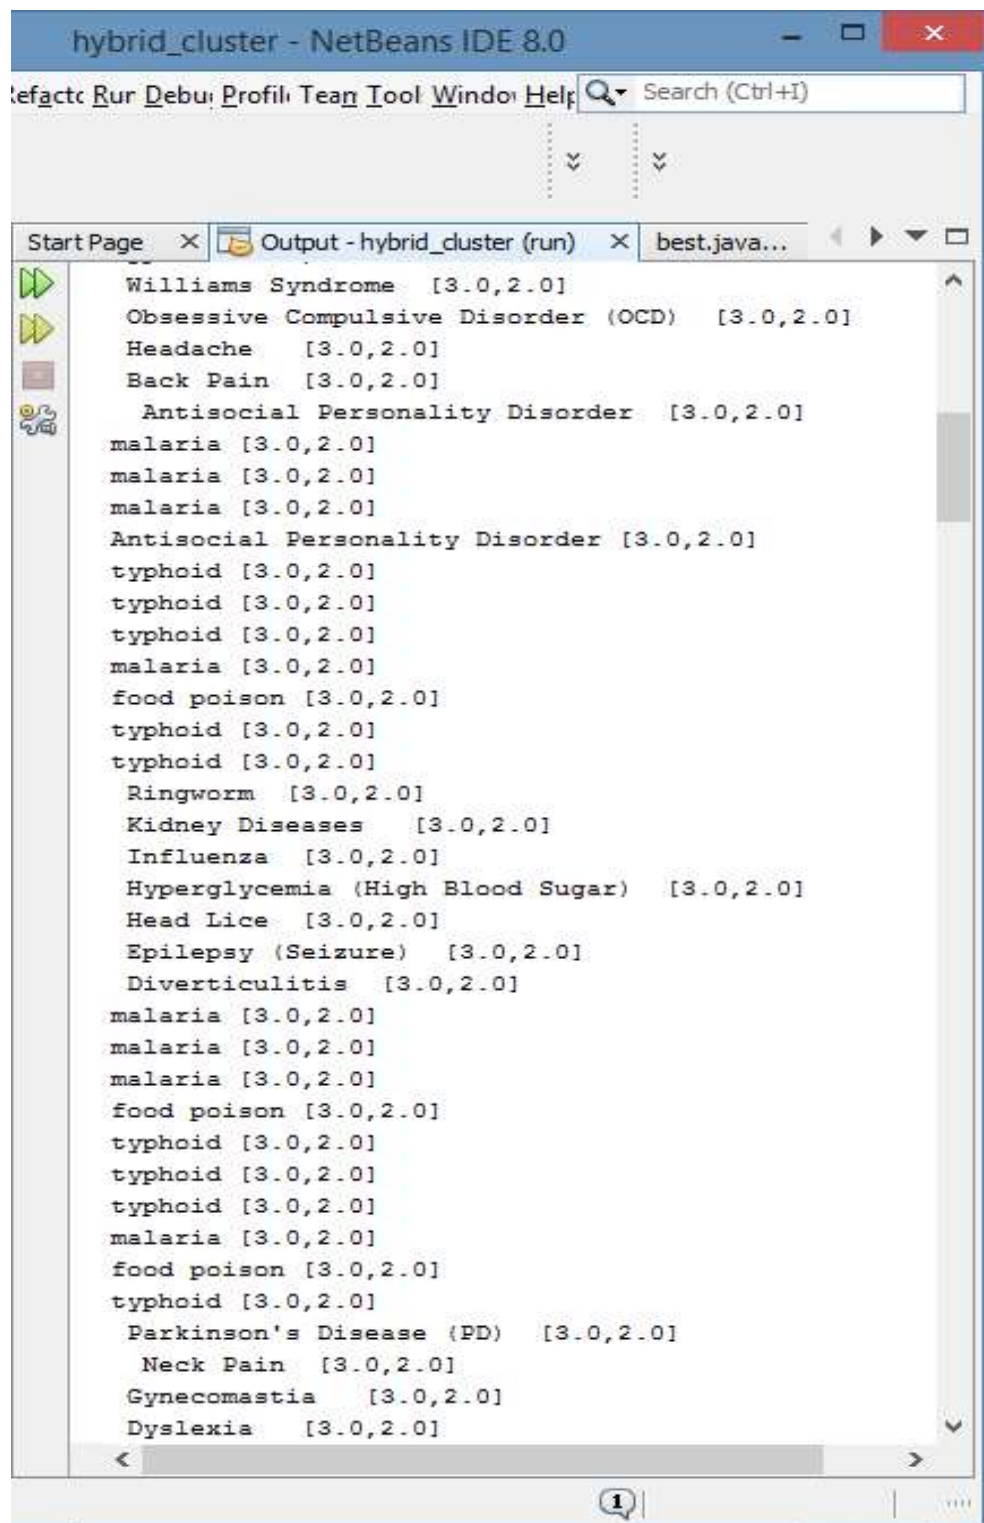 hybrid_cluster - NetBeans IDE 8.0
Run Debu Profil Team Tool Windo Help Search (Ctrl+I)
Start Page Output - hybrid_cluster (run) best.java...
Williams Syndrome [3.0,2.0]
Obsessive Compulsive Disorder (OCD) [3.0,2.0]
Headache [3.0,2.0]
Back Pain [3.0,2.0]
Antisocial Personality Disorder [3.0,2.0]
malaria [3.0,2.0]
malaria [3.0,2.0]
malaria [3.0,2.0]
Antisocial Personality Disorder [3.0,2.0]
typhoid [3.0,2.0]
typhoid [3.0,2.0]
typhoid [3.0,2.0]
malaria [3.0,2.0]
food poison [3.0,2.0]
typhoid [3.0,2.0]
typhoid [3.0,2.0]
Ringworm [3.0,2.0]
Kidney Diseases [3.0,2.0]
Influenza [3.0,2.0]
Hyperglycemia (High Blood Sugar) [3.0,2.0]
Head Lice [3.0,2.0]
Epilepsy (Seizure) [3.0,2.0]
Diverticulitis [3.0,2.0]
malaria [3.0,2.0]
malaria [3.0,2.0]
malaria [3.0,2.0]
food poison [3.0,2.0]
typhoid [3.0,2.0]
typhoid [3.0,2.0]
typhoid [3.0,2.0]
malaria [3.0,2.0]
food poison [3.0,2.0]
typhoid [3.0,2.0]
Parkinson's Disease (PD) [3.0,2.0]
Neck Pain [3.0,2.0]
Gynecomastia [3.0,2.0]
Dyslexia [3.0,2.0]
1